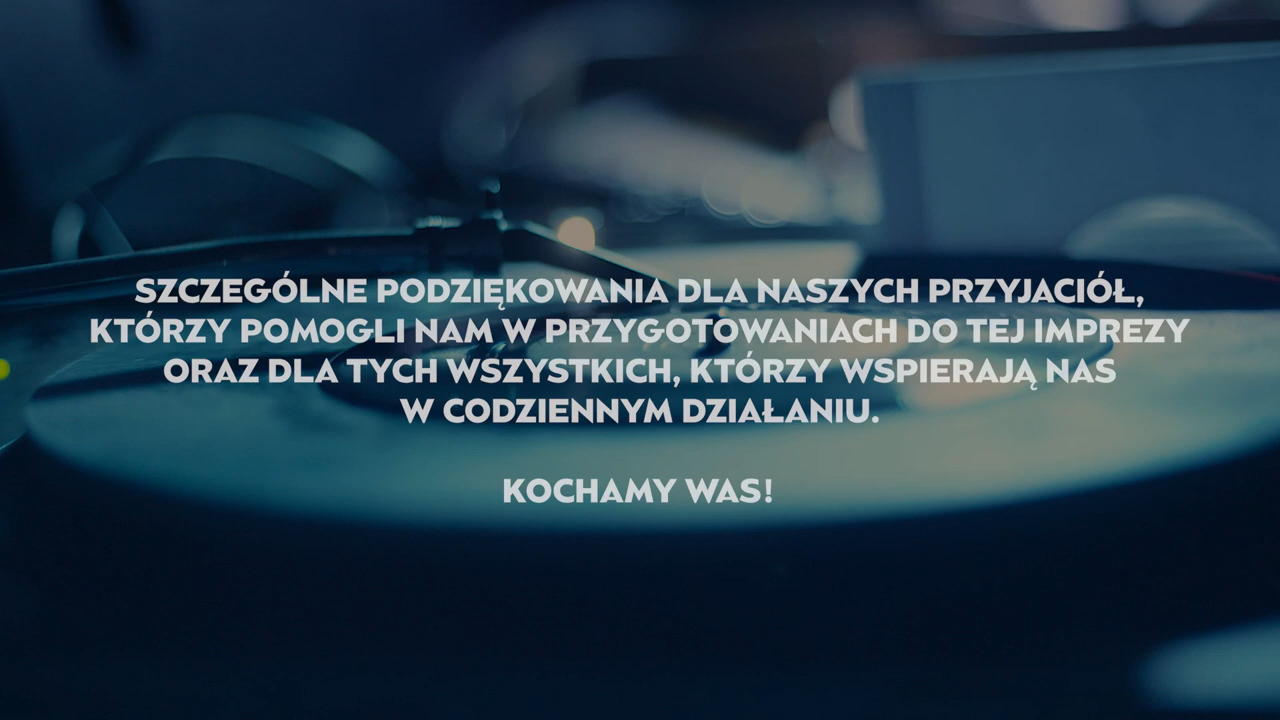 SZCZEGÓLNE PODZIĘKOWANIA DLA NASZYCH PRZYJACIÓŁ,
KTÓRZY POMOGLI NAM W PRZYGOTOWANIACH DO TEJ IMPREZY
ORAZ DLA TYCH WSZYSTKICH, KTÓRZY WSPIERAJĄ NAS
W CODZIENNYM DZIAŁANIU.
KOCHAMY WAS!